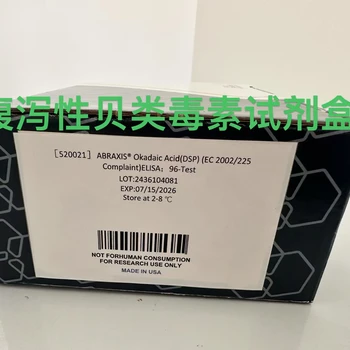 腹泻性贝类毒素试剂盒
［520021］ ABRAXIS® Okadaic Acid(DSP) (EC 2002/225
Complaint)ELISA；96-Test
LOT:2436104081
EXP:07/15/2026
Store at 2-8 ℃
NOT FORHUMAN CONSUMPTION
FOR RESEARCH USE ONLY
MADE IN USA